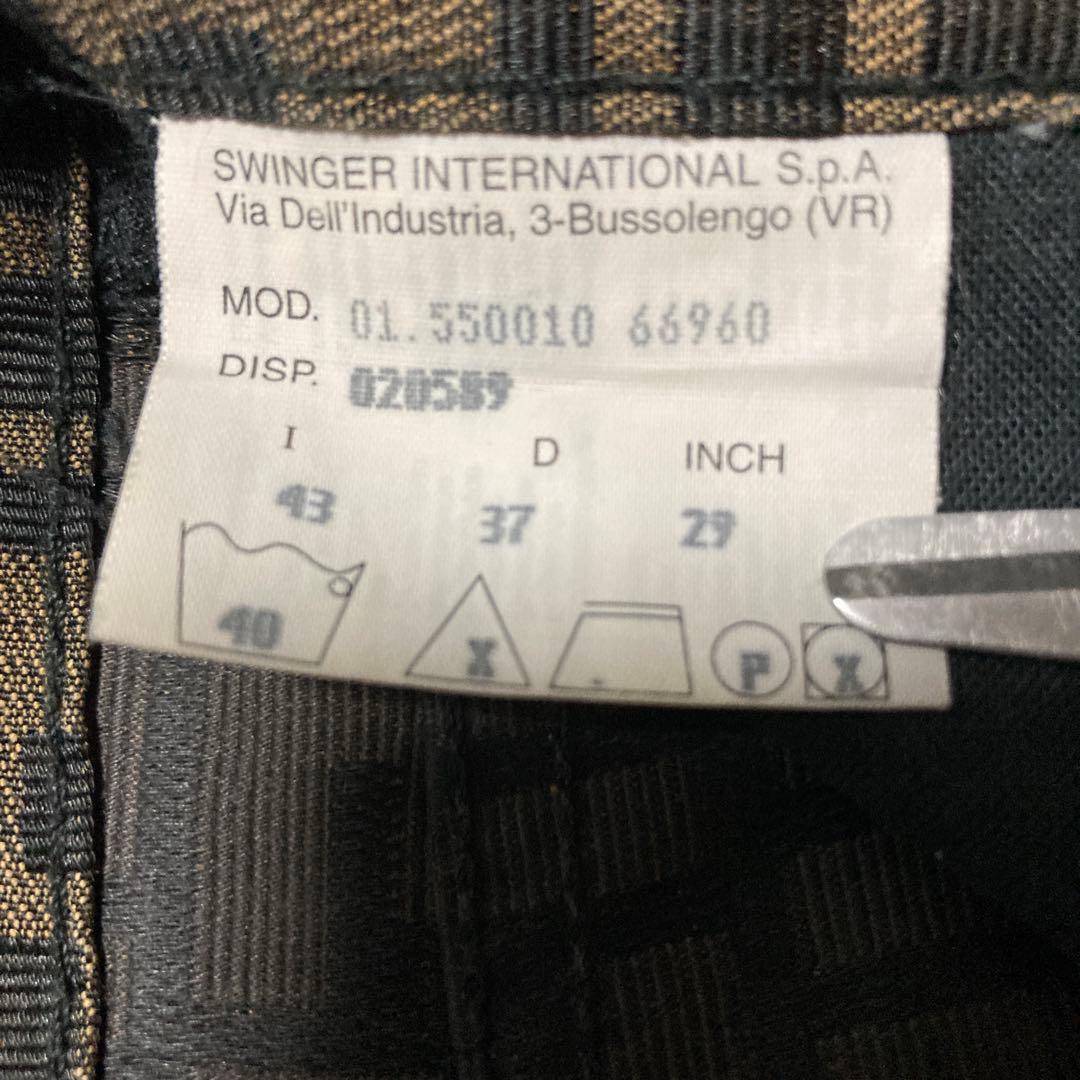 SWINGER INTERNATIONAL S.p.A.
Via Dell'Industria, 3-Bussolengo (VR)
MOD. 01.550010 66960
DISP. 020589
I D INCH
43 37 29
40 X P X